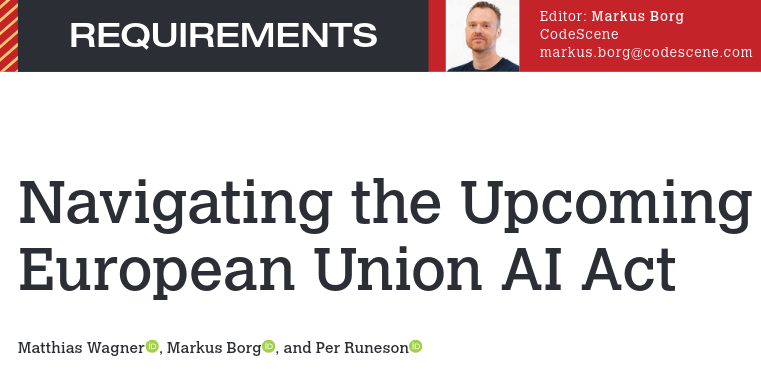 REQUIREMENTS
Editor: Markus Borg
CodeScene
markus.borg@codescene.com
Navigating the Upcoming
European Union AI Act
Matthias Wagner, Markus Borg, and Per Runeson